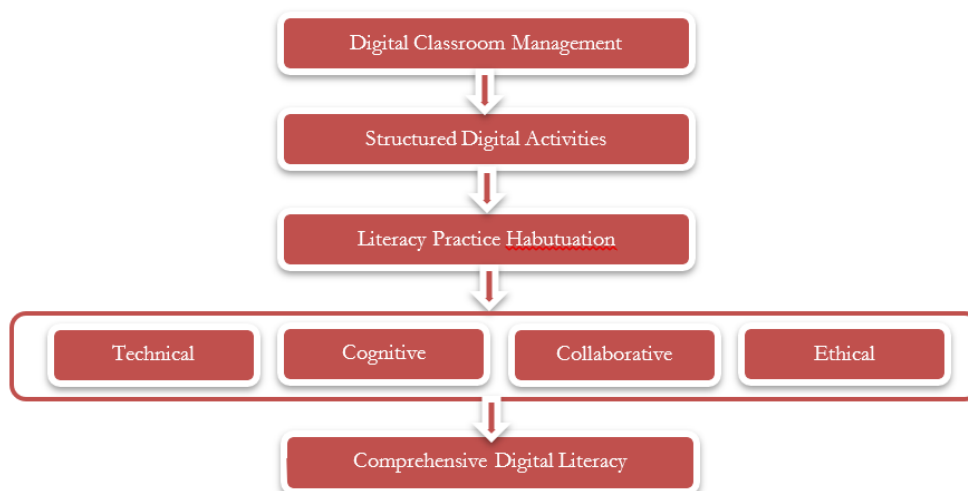 Digital Classroom Management
Structured Digital Activities
Literacy Practice Habutuation
Technical
Cognitive
Collaborative
Ethical
Comprehensive Digital Literacy